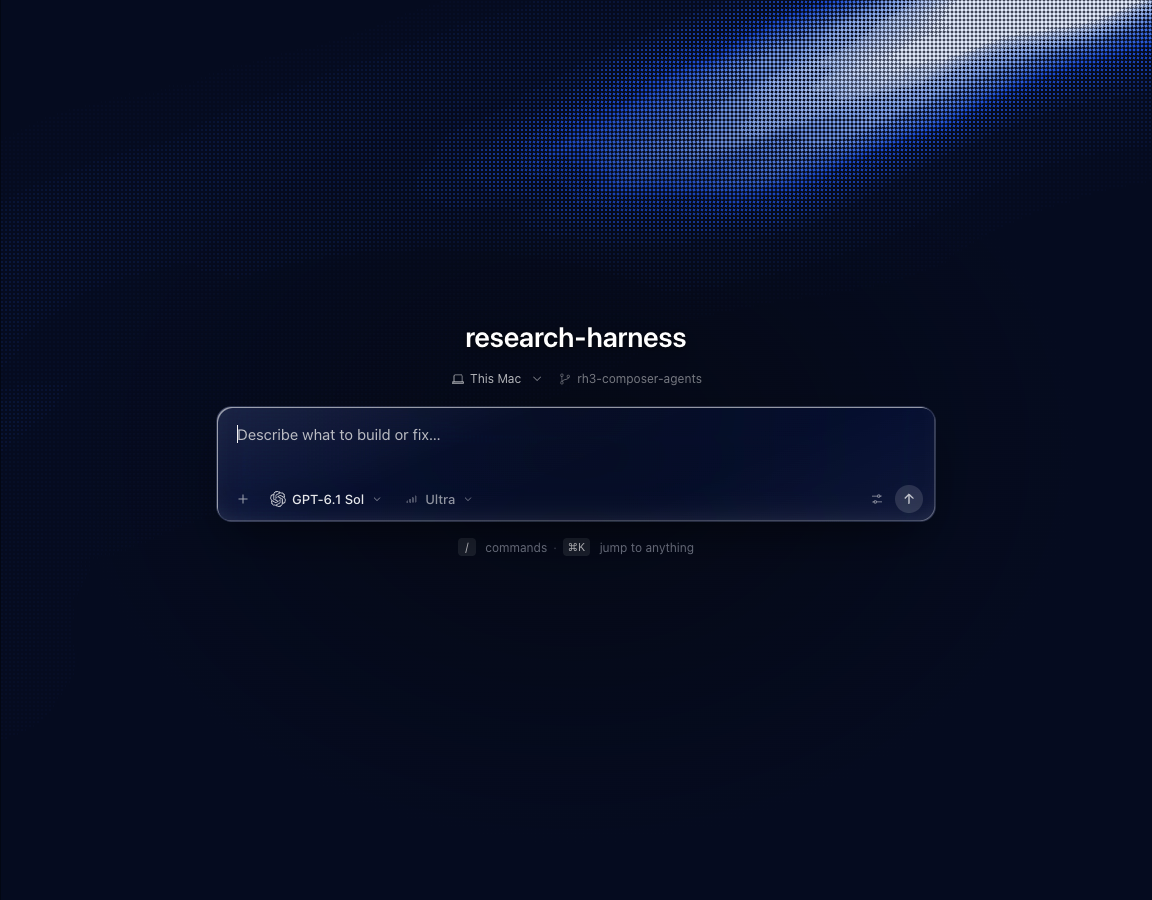 research-harness
This Mac rh3-composer-agents
Describe what to build or fix...
GPT-6.1 Sol Ultra
/ commands · ⌘K jump to anything